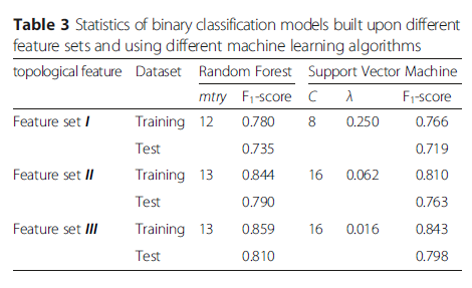 Table 3 Statistics of binary classification models built upon different
feature sets and using different machine learning algorithms
topological feature Dataset Random Forest Support Vector Machine
mtry F1-score C λ F1-score
Feature set I Training 12 0.780 8 0.250 0.766
Test 0.735 0.719
Feature set II Training 13 0.844 16 0.062 0.810
Test 0.790 0.763
Feature set III Training 13 0.859 16 0.016 0.843
Test 0.810 0.798